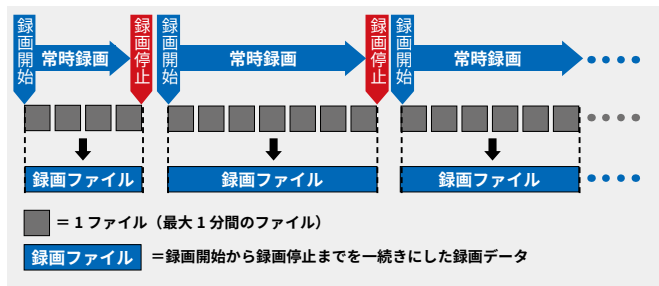 録画開始
常時録画
録画停止
録画開始
常時録画
録画停止
録画開始
常時録画
録画ファイル
録画ファイル
録画ファイル
＝１ファイル（最大１分間のファイル）
録画ファイル
＝録画開始から録画停止までを一続きにした録画データ